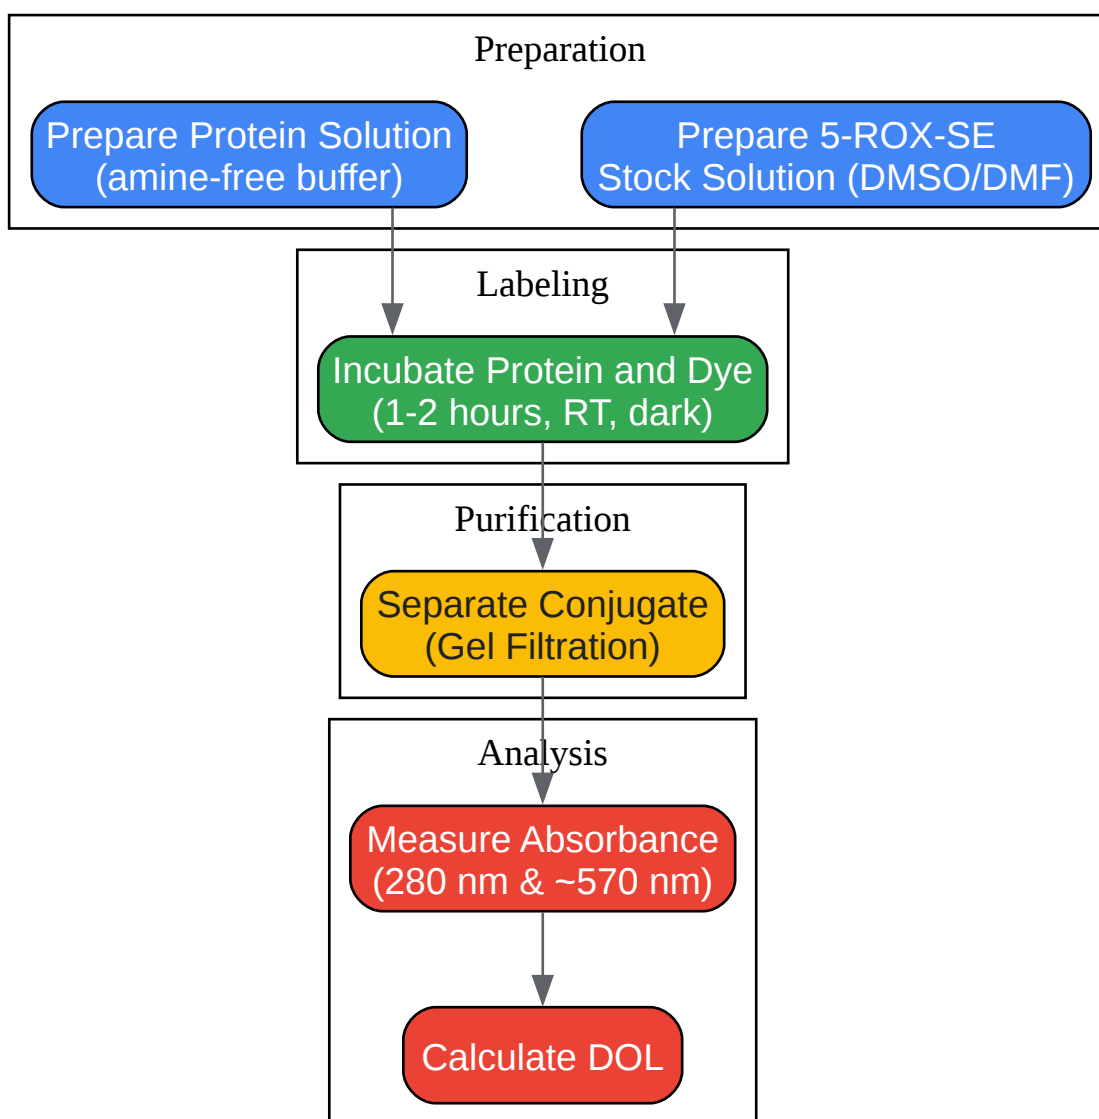 Preparation
Prepare Protein Solution
(amine-free buffer)
Prepare 5-ROX-SE
Stock Solution (DMSO/DMF)
Labeling
Incubate Protein and Dye
(1-2 hours, RT, dark)
Purification
Separate Conjugate
(Gel Filtration)
Analysis
Measure Absorbance
(280 nm & ~570 nm)
Calculate DOL